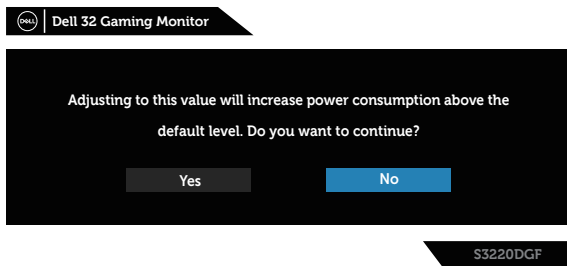 DELL
Dell 32 Gaming Monitor
Adjusting to this value will increase power consumption above the
default level. Do you want to continue?
Yes
No
S3220DGF